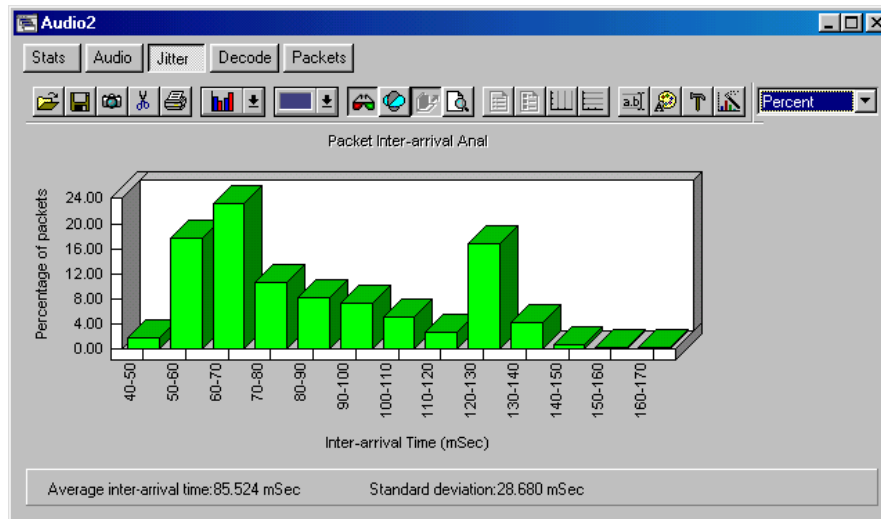 Audio2
Stats Audio Jitter Decode Packets
a.b] Percent
Packet Inter-arrival Anal
Percentage of packets
24.00
20.00
16.00
12.00
8.00
4.00
0.00
40-50 50-60 60-70 70-80 80-90 90-100 100-110 110-120 120-130 130-140 140-150 150-160 160-170
Inter-arrival Time (mSec)
Average inter-arrival time:85.524 mSec Standard deviation:28.680 mSec